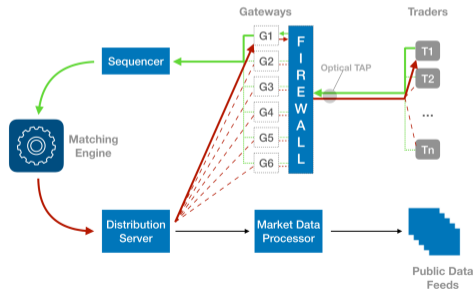 Gateways
Traders
G1
G2
G3
G4
G5
G6
FIREWALL
Optical TAP
T1
T2
...
Tn
Sequencer
Matching
Engine
Distribution
Server
Market Data
Processor
Public Data
Feeds